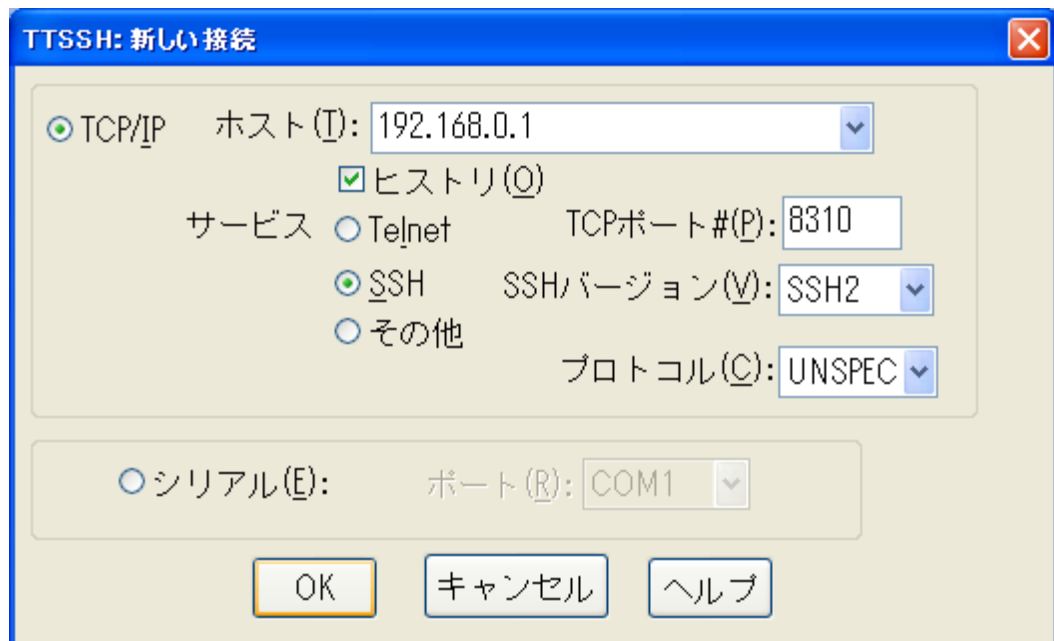 TTSSH: 新しい接続
TCP/IP ホスト(T): 192.168.0.1
ヒストリ(O)
サービス Telnet TCPポート#(P): 8310
SSH SSHバージョン(V): SSH2
その他
プロトコル(C): UNSPEC
シリアル(E): ポート(R): COM1
OK キャンセル ヘルプ